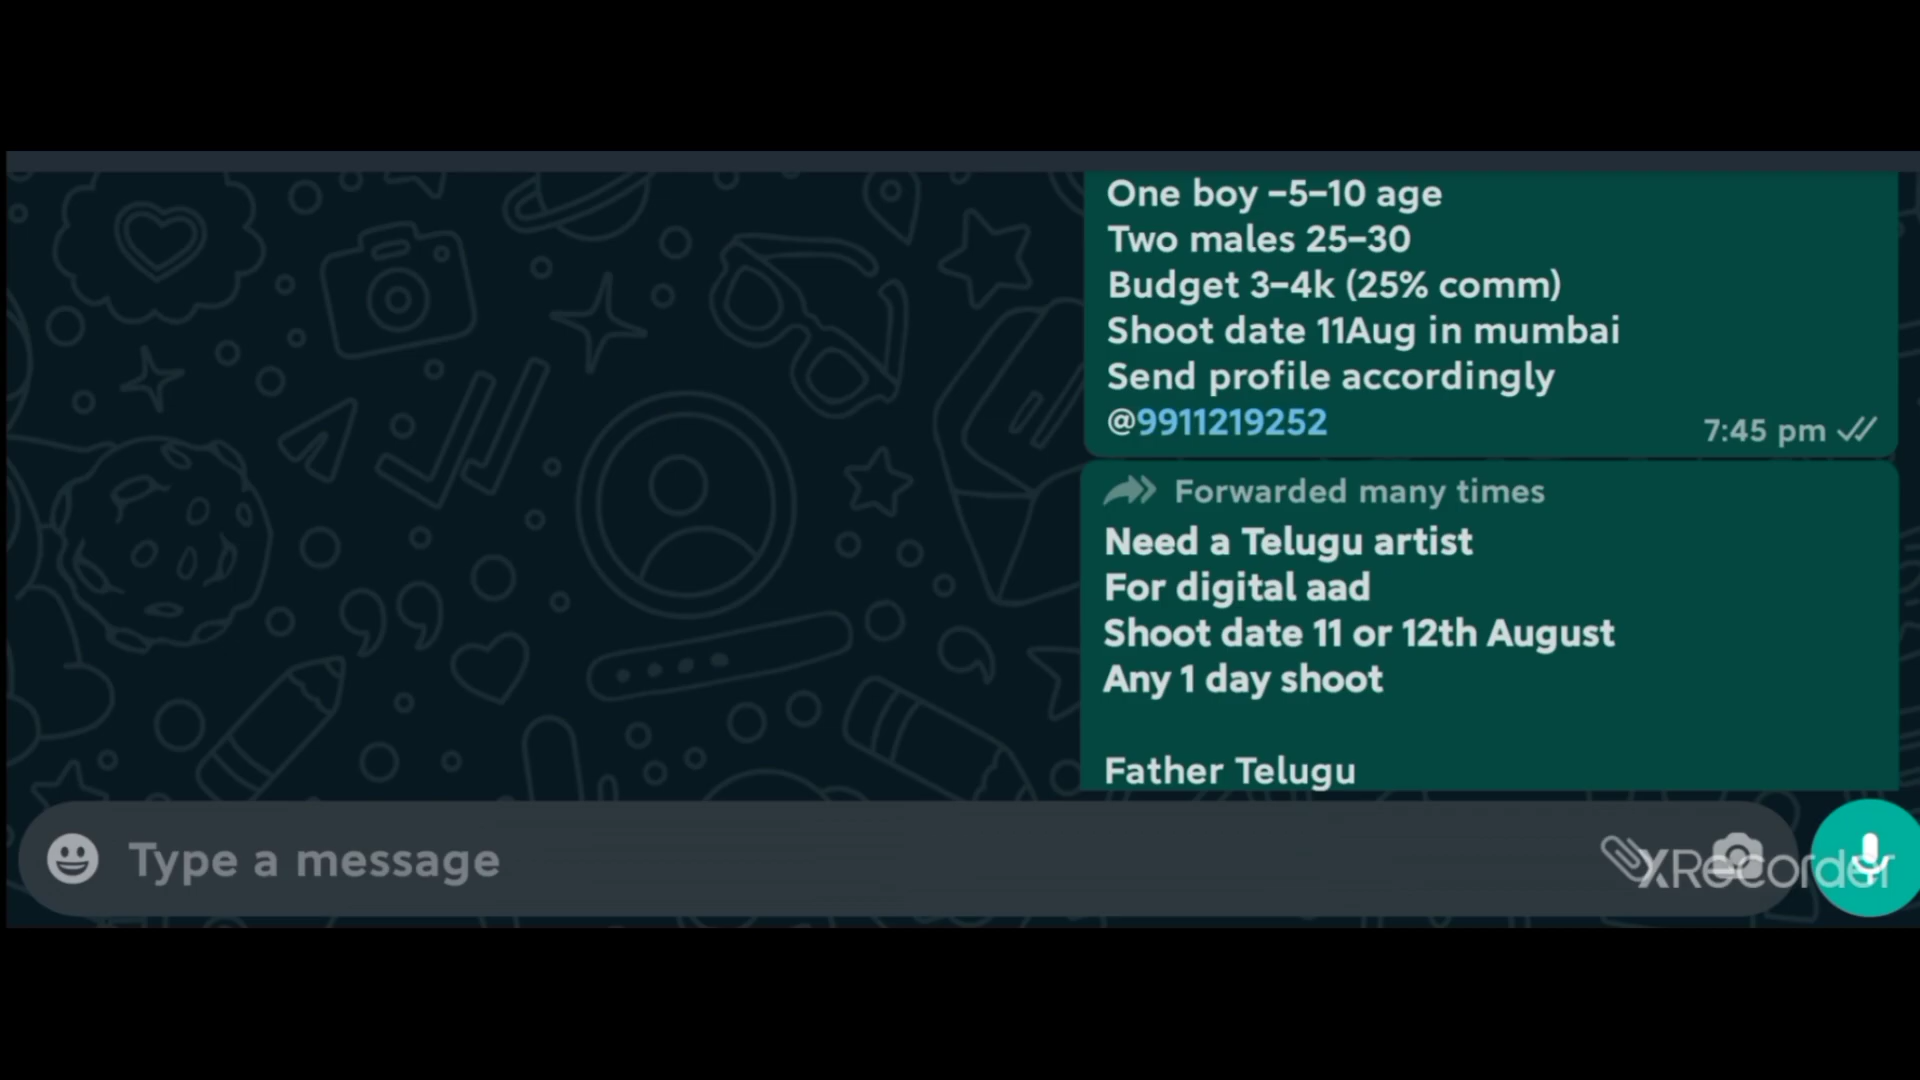 One boy –5–10 age
Two males 25–30
Budget 3–4k (25% comm)
Shoot date 11Aug in mumbai
Send profile accordingly
@9911219252
7:45 pm
Forwarded many times
Need a Telugu artist
For digital aad
Shoot date 11 or 12th August
Any 1 day shoot
Father Telugu
Type a message
XRecorder